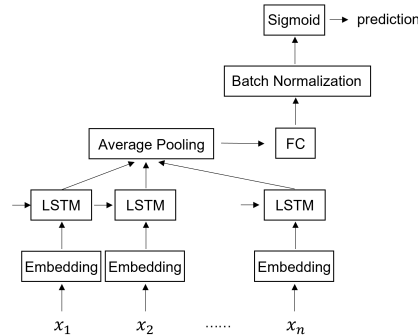 Sigmoid prediction
Batch Normalization
Average Pooling FC
LSTM LSTM LSTM
Embedding Embedding Embedding
x₁ x₂ …… xₙ